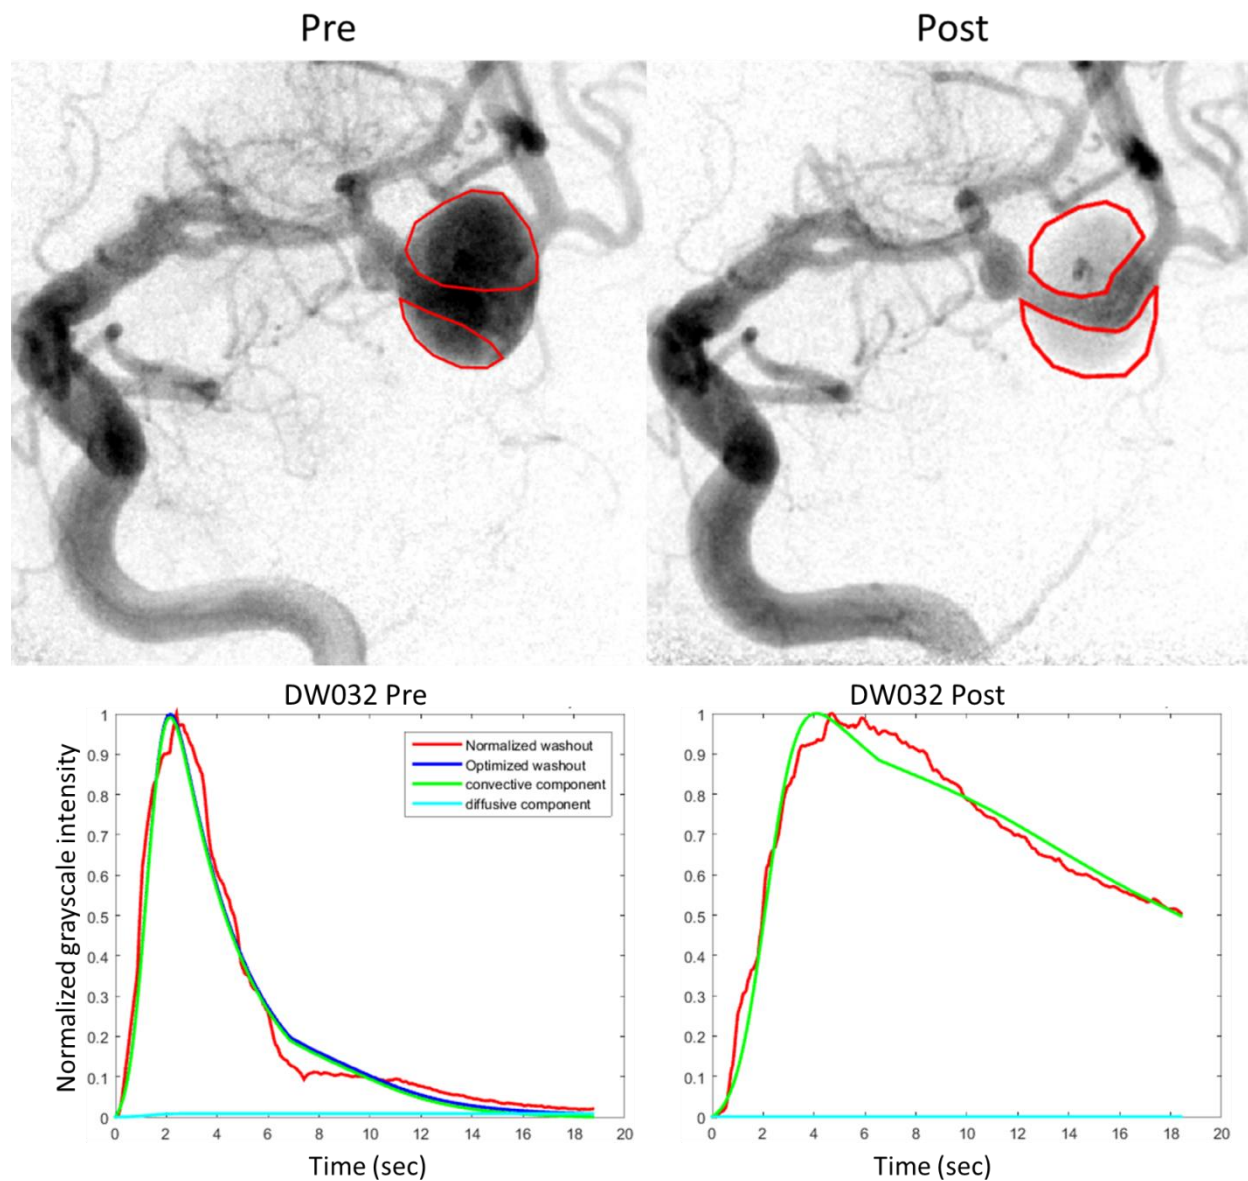 Pre
Post
DW032 Pre
DW032 Post
Normalized grayscale intensity
1
0.9
0.8
0.7
0.6
0.5
0.4
0.3
0.2
0.1
0
0 2 4 6 8 10 12 14 16 18 20
Time (sec)
Normalized washout
Optimized washout
convective component
diffusive component
1
0.9
0.8
0.7
0.6
0.5
0.4
0.3
0.2
0.1
0
0 2 4 6 8 10 12 14 16 18 20
Time (sec)